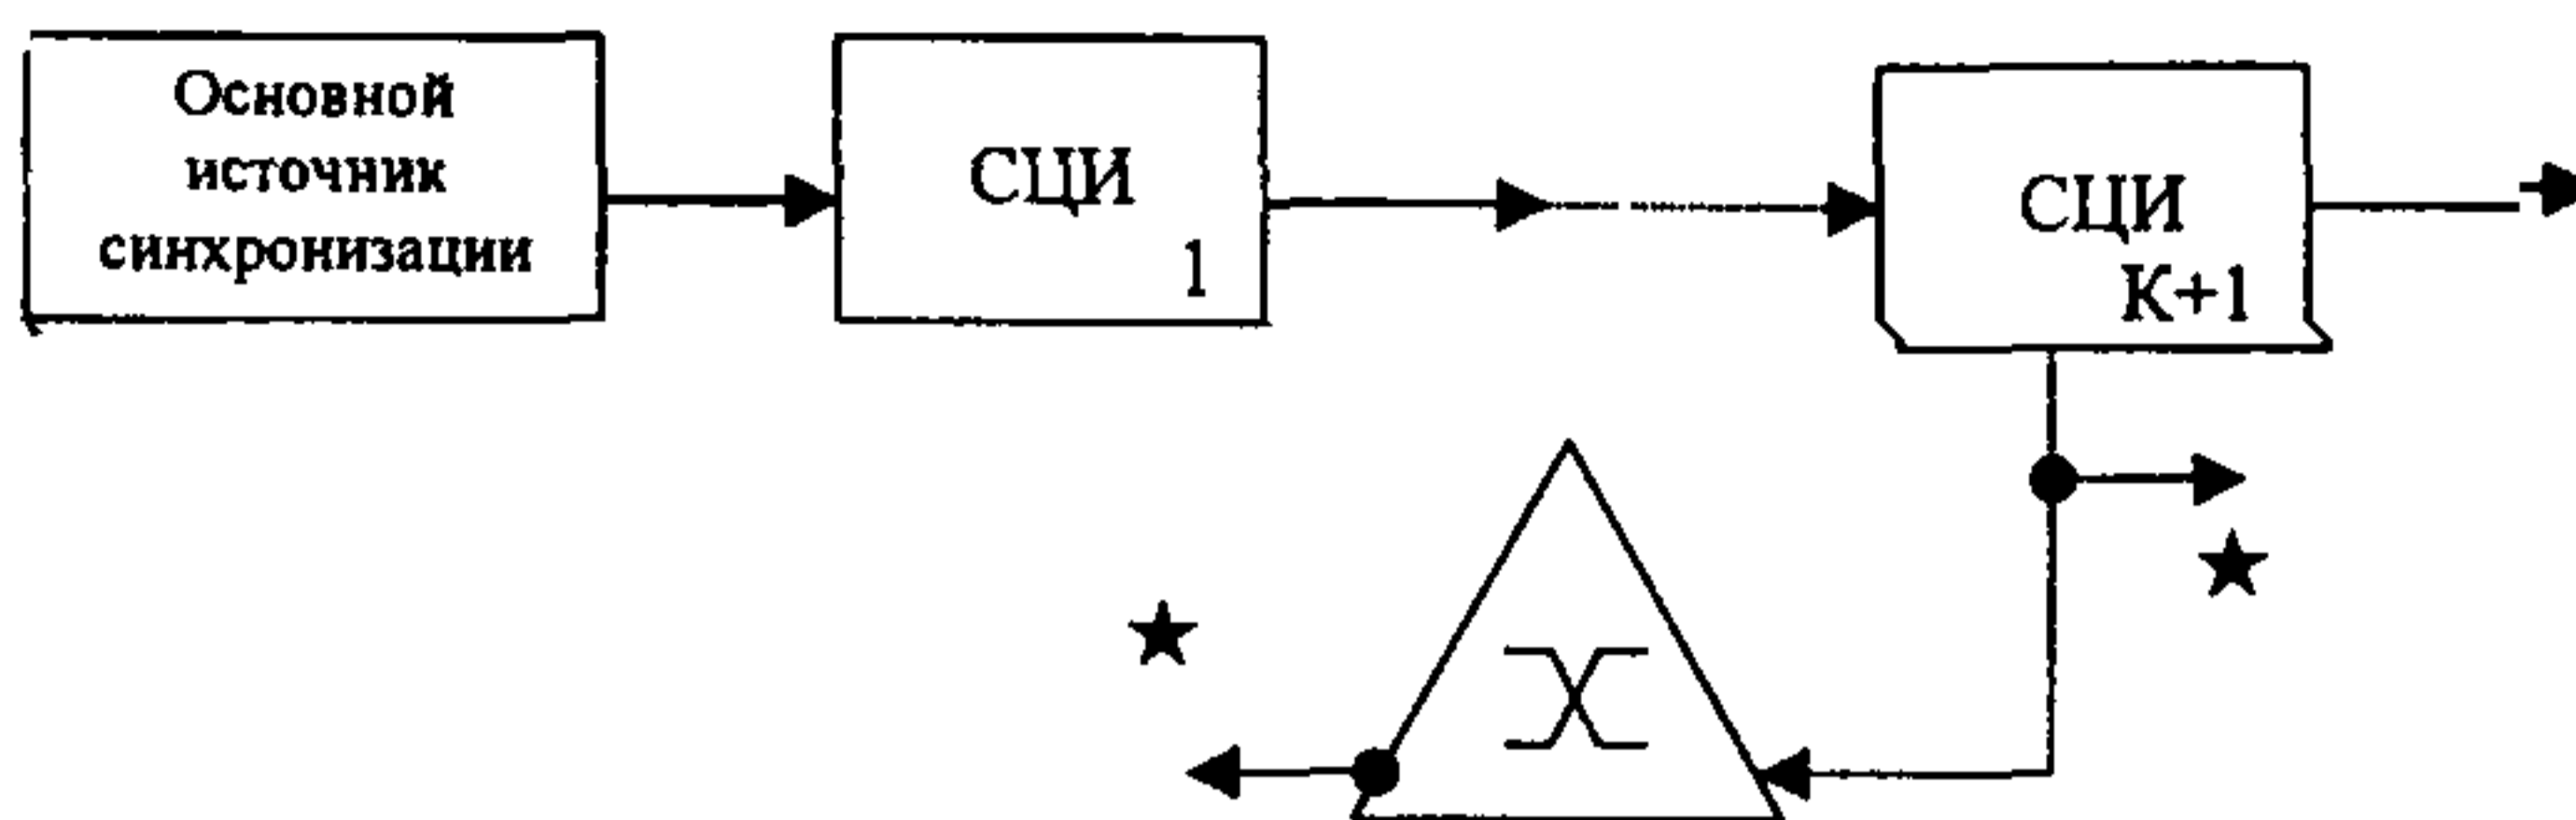 Основной
источник
синхронизации
СЦИ
1
СЦИ
К+1